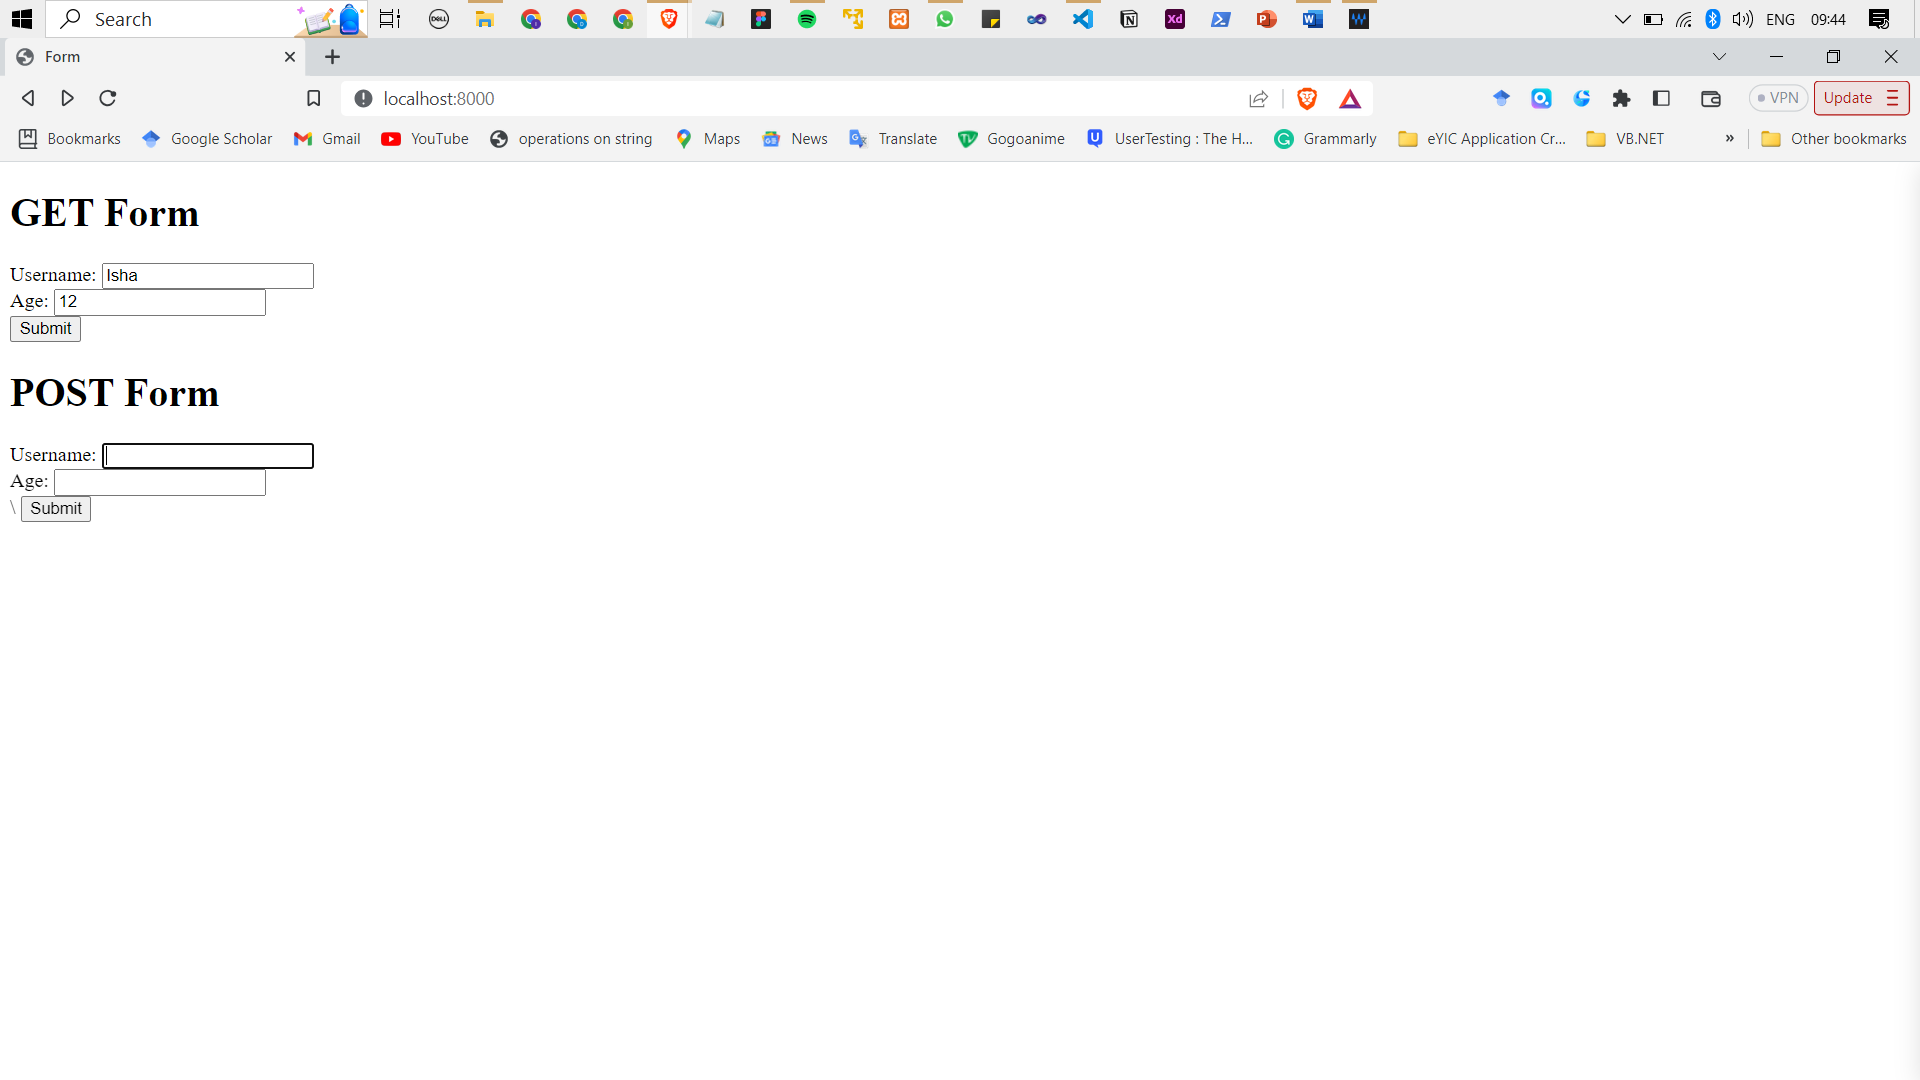 Search
DELL
Xd
ENG 09:44
Form
localhost:8000
VPN Update
Bookmarks Google Scholar Gmail YouTube operations on string Maps News Translate Gogoanime UserTesting : The H... Grammarly eYIC Application Cr... VB.NET » Other bookmarks
GET Form
Username: Isha
Age: 12
Submit
POST Form
Username:
Age:
\ Submit